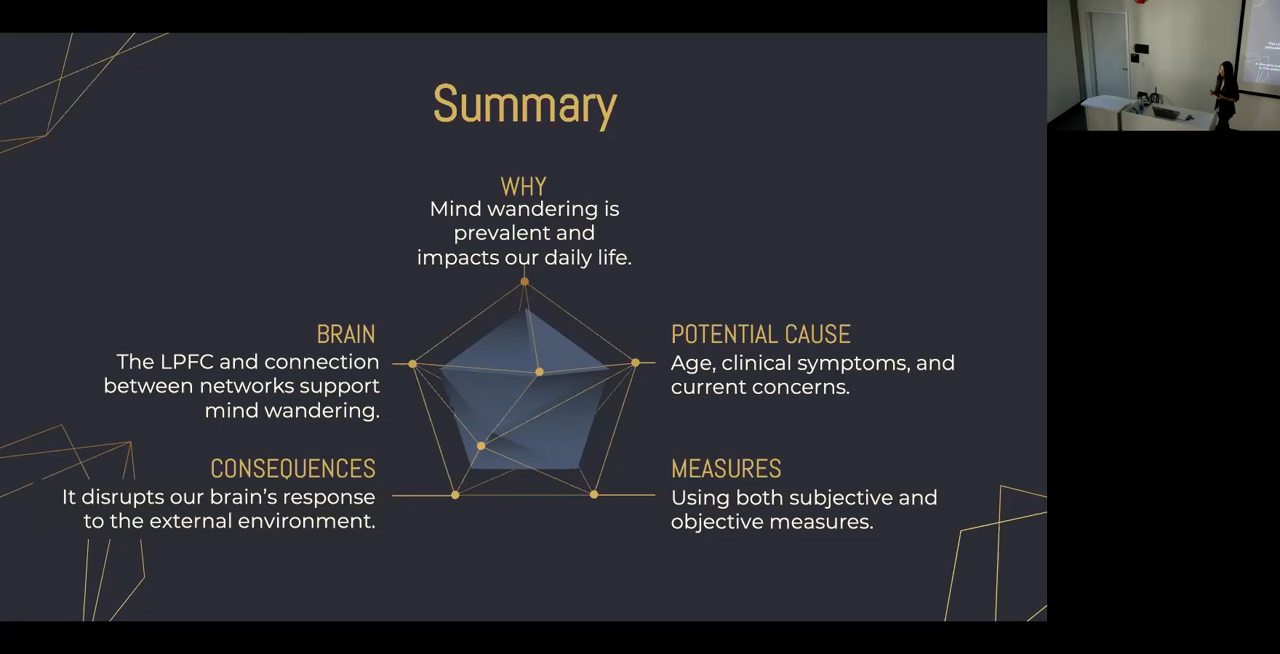 Summary
WHY
Mind wandering is
prevalent and
impacts our daily life.
BRAIN
The LPFC and connection
between networks support
mind wandering.
POTENTIAL CAUSE
Age, clinical symptoms, and
current concerns.
CONSEQUENCES
It disrupts our brain's response
to the external environment.
MEASURES
Using both subjective and
objective measures.